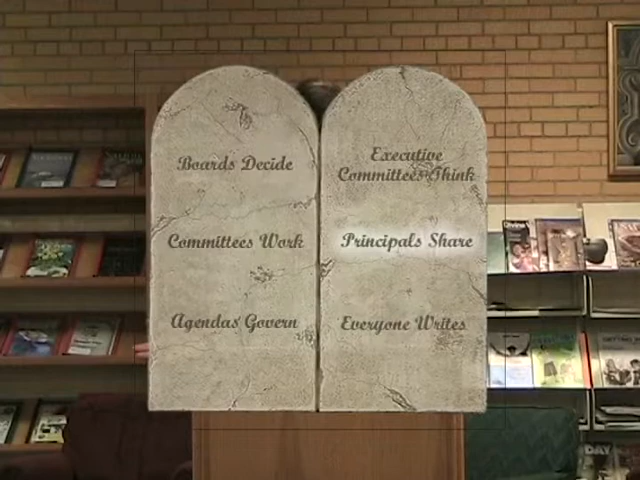 Boards Decide
Committees Work
Agendas Govern
Executive
Committees Think
Principals Share
Everyone Writes